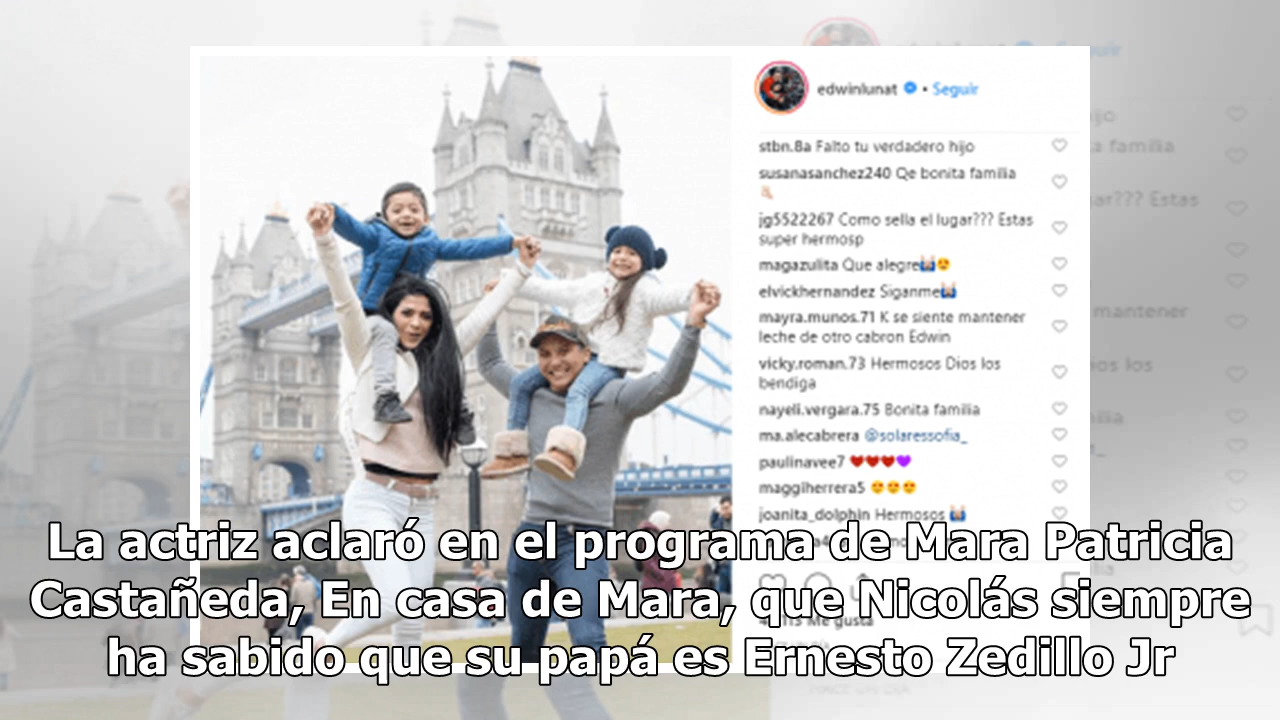 edwinlunat • Seguir
stbn.8a Falto tu verdadero hijo
susanasanchez240 Qe bonita familia
jg5522267 Como sella el lugar??? Estas
super hermosp
magazulita Que alegre
elvickhernandez Siganme
mayra.munos.71 K se siente mantener
leche de otro cabron Edwin
vicky.roman.73 Hermosos Dios los
bendiga
nayeli.vergara.75 Bonita familia
ma.alecabrera @solaressofia_
paulinavee7 ❤❤❤💜
maggiherrera5 😍😍😍
joanita_dolphin Hermosos
La actriz aclaró en el programa de Mara Patricia
Castañeda, En casa de Mara, que Nicolás siempre
Me gusta
ha sabido que su papá es Ernesto Zedillo Jr